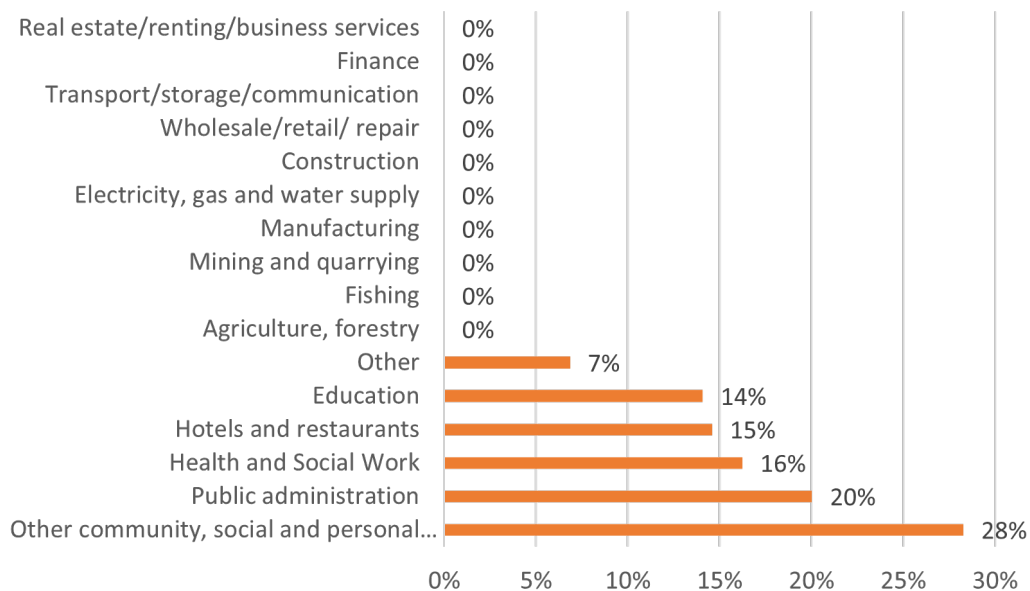 Real estate/renting/business services 0%
Finance 0%
Transport/storage/communication 0%
Wholesale/retail/ repair 0%
Construction 0%
Electricity, gas and water supply 0%
Manufacturing 0%
Mining and quarrying 0%
Fishing 0%
Agriculture, forestry 0%
Other 7%
Education 14%
Hotels and restaurants 15%
Health and Social Work 16%
Public administration 20%
Other community, social and personal... 28%
0% 5% 10% 15% 20% 25% 30%